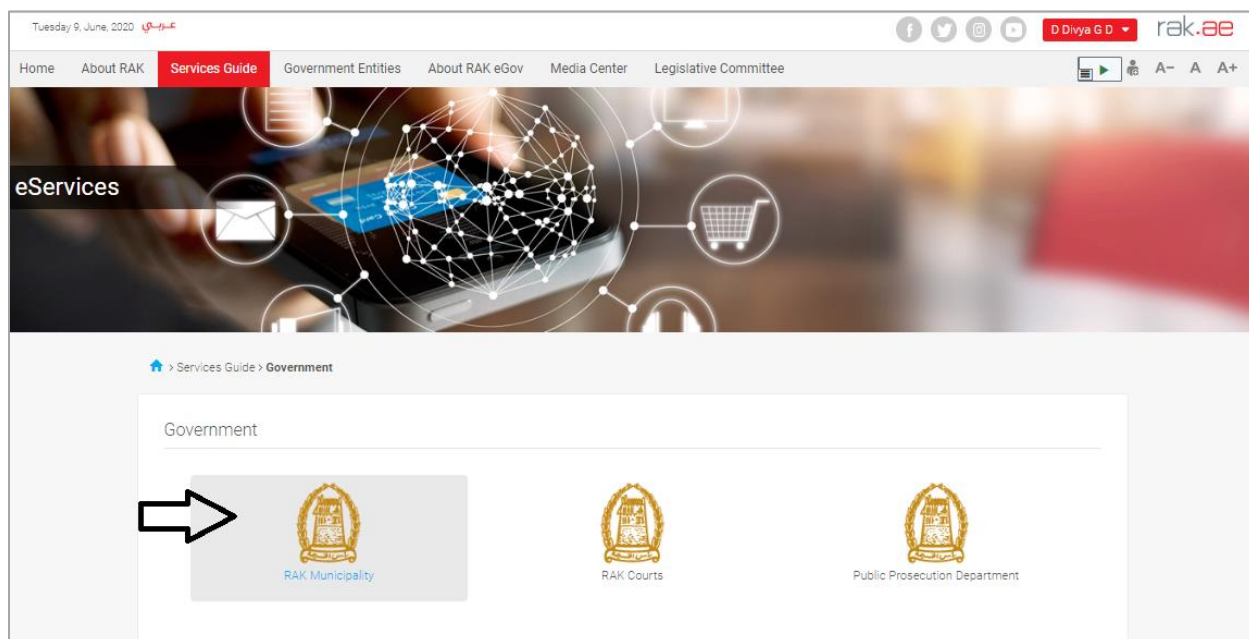 Tuesday 9, June, 2020 عربي D Divya G D rak.ae
Home About RAK Services Guide Government Entities About RAK eGov Media Center Legislative Committee A- A A+
eServices
> Services Guide > Government
Government
RAK Municipality RAK Courts Public Prosecution Department